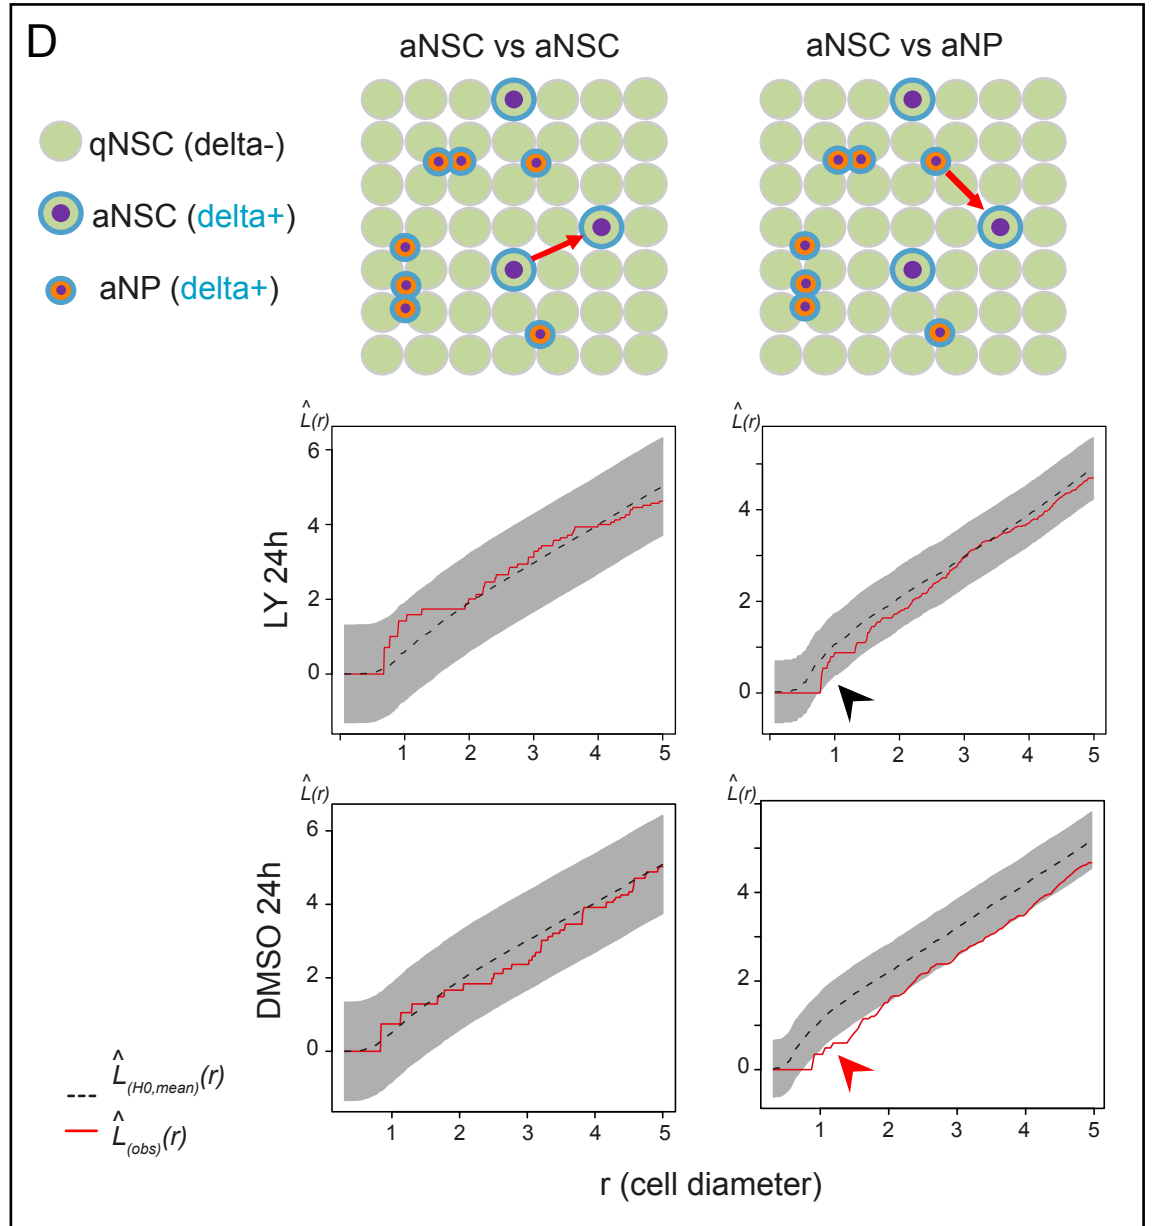 D
aNSC vs aNSC
aNSC vs aNP
qNSC (delta-)
aNSC (delta+)
aNP (delta+)
L̂(r)
6
4
2
0
1 2 3 4 5
LY 24h
L̂(r)
4
2
0
1 2 3 4 5
L̂(r)
6
4
2
0
1 2 3 4 5
DMSO 24h
L̂(r)
4
2
0
1 2 3 4 5
L̂(H0,mean)(r)
L̂(obs)(r)
r (cell diameter)